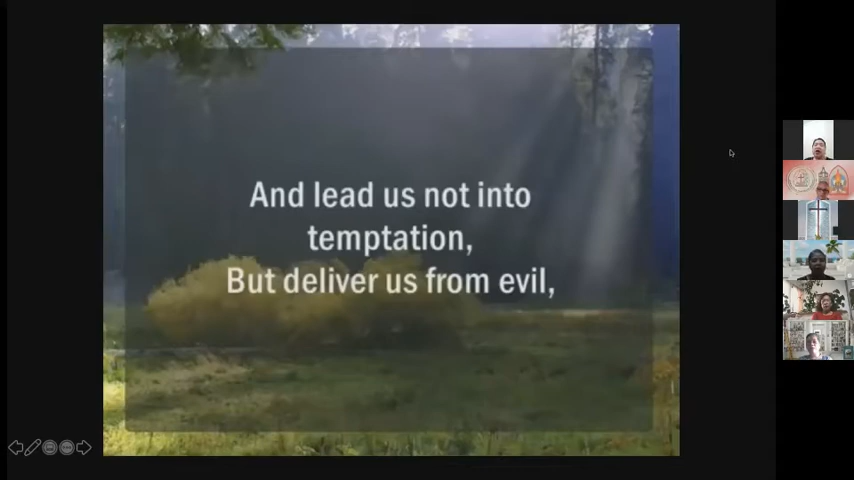 And lead us not into
temptation,
But deliver us from evil,